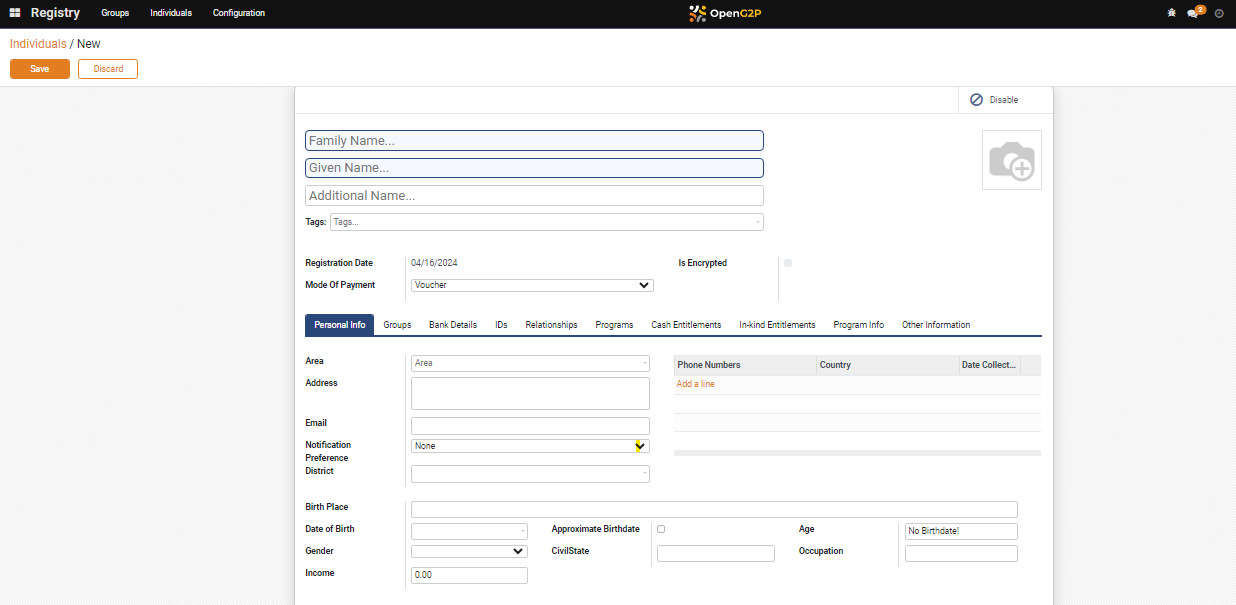 Registry Groups Individuals Configuration OpenG2P 2
Individuals / New
Save Discard
Disable
Family Name...
Given Name...
Additional Name...
Tags: Tags...
Registration Date 04/16/2024 Is Encrypted
Mode Of Payment Voucher
Personal Info Groups Bank Details IDs Relationships Programs Cash Entitlements In-kind Entitlements Program Info Other Information
Area Area Phone Numbers Country Date Collect...
Address Add a line
Email
Notification Preference None
District
Birth Place
Date of Birth Approximate Birthdate Age No Birthdate!
Gender CivilState Occupation
Income 0.00